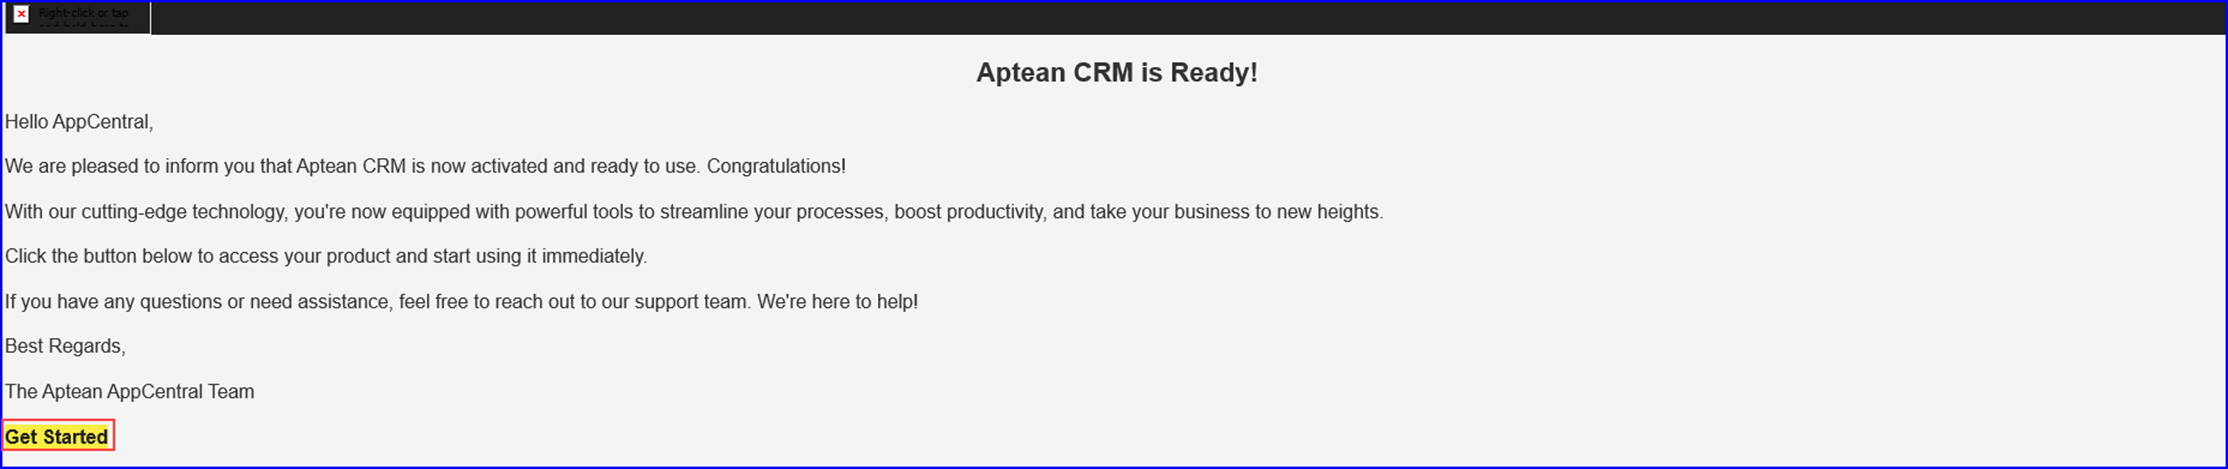 Right-click or tap
Aptean CRM is Ready!
Hello AppCentral,
We are pleased to inform you that Aptean CRM is now activated and ready to use. Congratulations!
With our cutting-edge technology, you're now equipped with powerful tools to streamline your processes, boost productivity, and take your business to new heights.
Click the button below to access your product and start using it immediately.
If you have any questions or need assistance, feel free to reach out to our support team. We're here to help!
Best Regards,
The Aptean AppCentral Team
Get Started